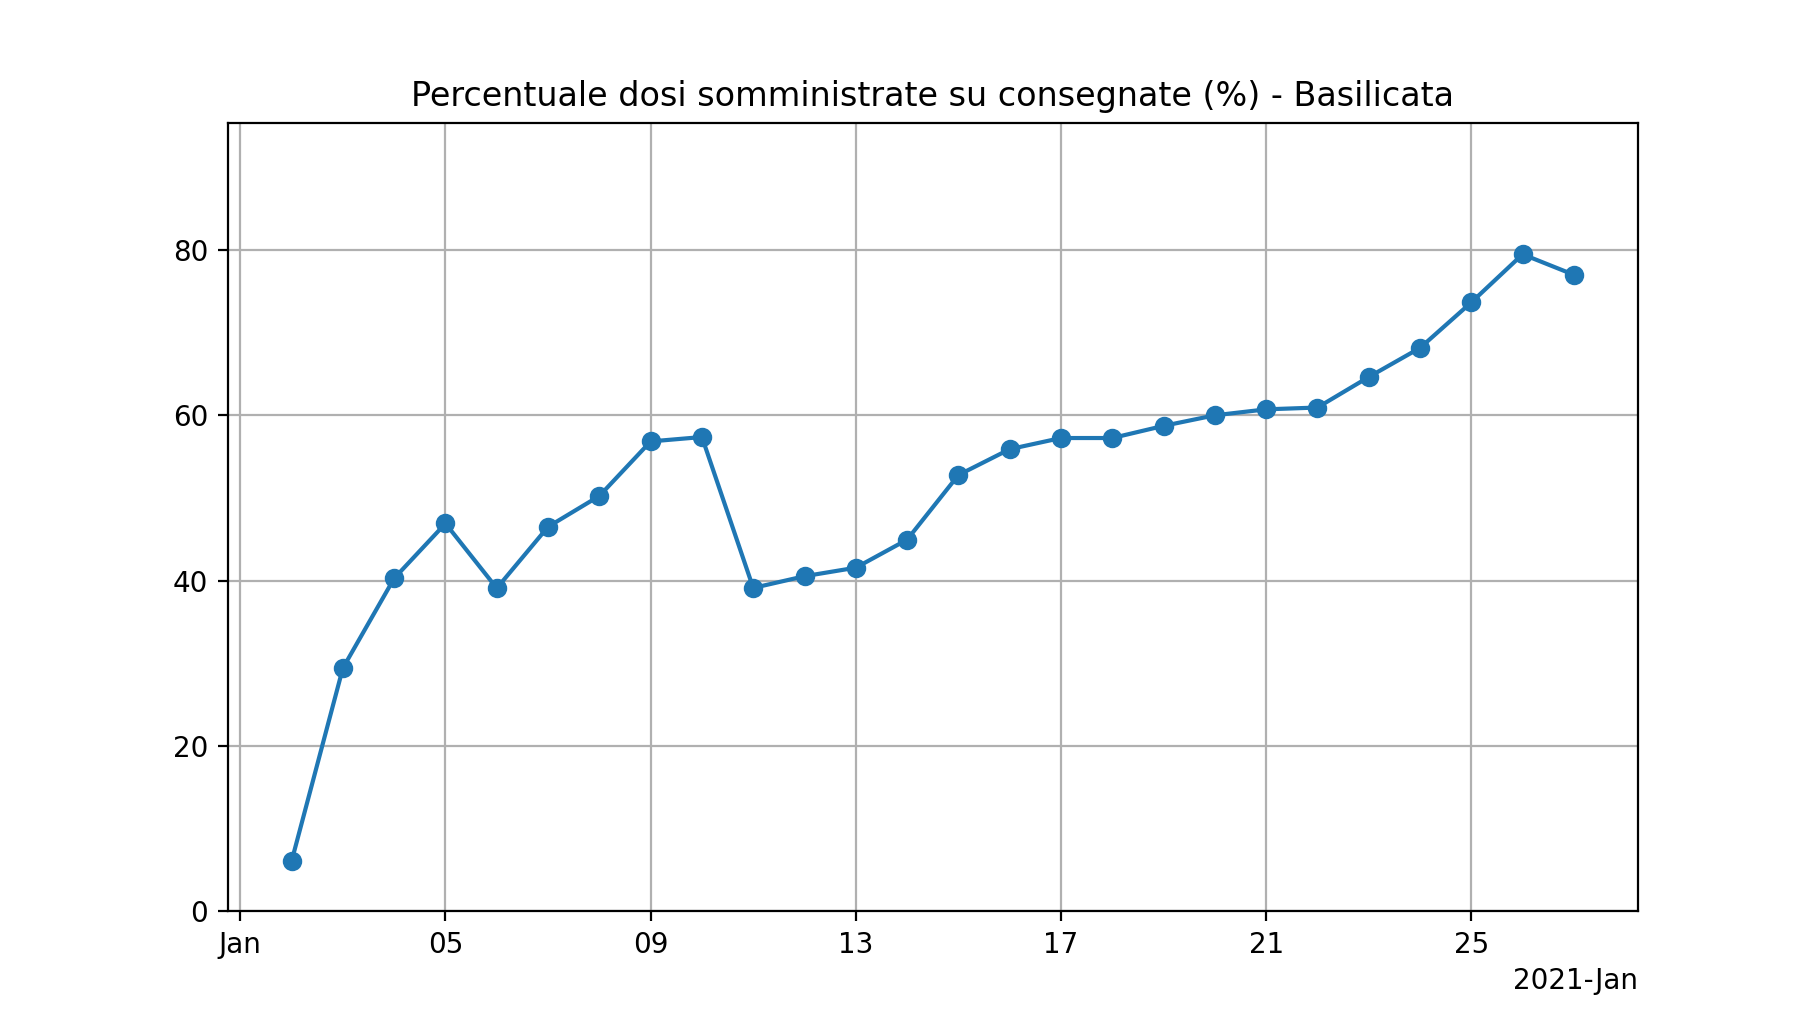 Percentuale dosi somministrate su consegnate (%) - Basilicata
80
60
40
20
0
Jan 05 09 13 17 21 25
2021-Jan